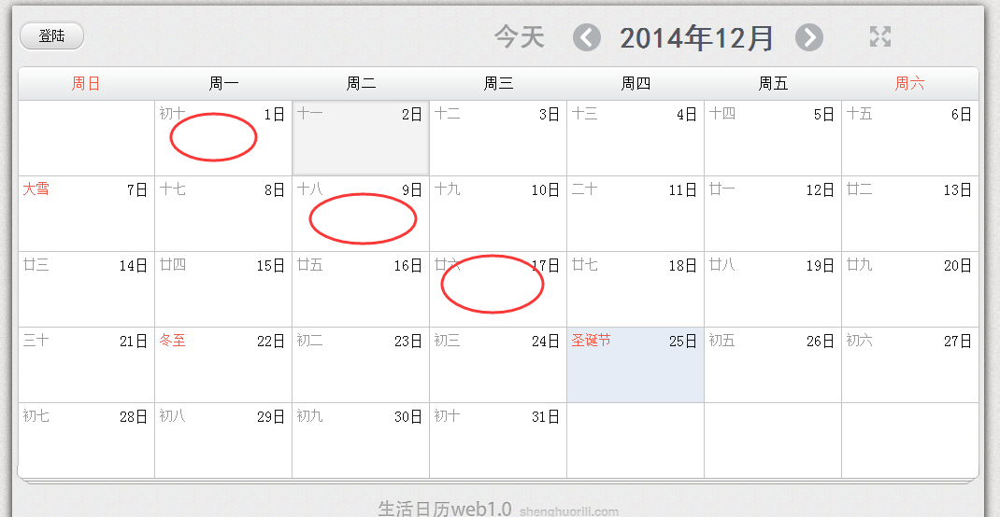 登陆 今天 2014年12月
周日 周一 周二 周三 周四 周五 周六
初十 1日 十一 2日 十二 3日 十三 4日 十四 5日 十五 6日
大雪 7日 十七 8日 十八 9日 十九 10日 二十 11日 廿一 12日 廿二 13日
廿三 14日 廿四 15日 廿五 16日 廿六 17日 廿七 18日 廿八 19日 廿九 20日
三十 21日 冬至 22日 初二 23日 初三 24日 圣诞节 25日 初五 26日 初六 27日
初七 28日 初八 29日 初九 30日 初十 31日
生活日历web1.0 shenghuorili.com